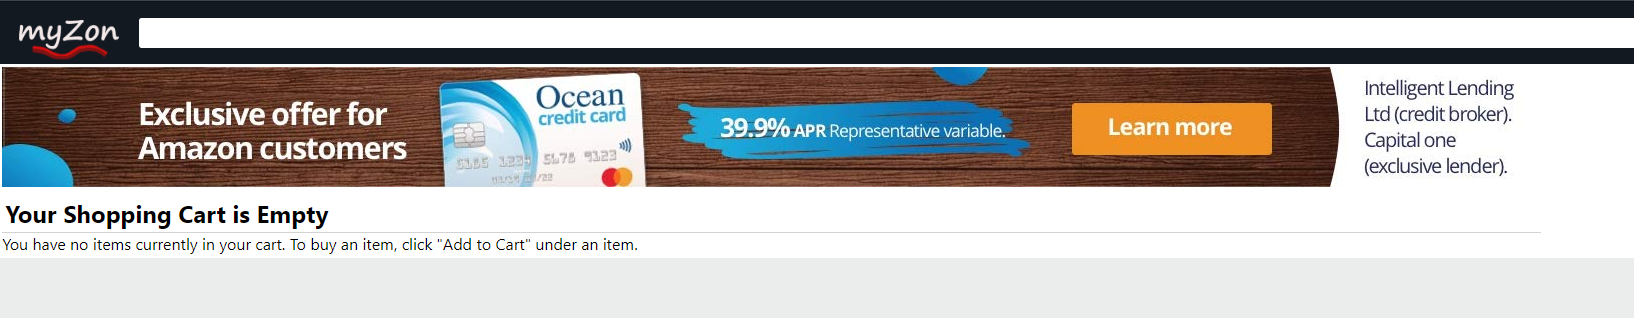 myZon
Exclusive offer for
Amazon customers
Ocean
credit card
39.9% APR Representative variable.
Learn more
Intelligent Lending
Ltd (credit broker).
Capital one
(exclusive lender).
Your Shopping Cart is Empty
You have no items currently in your cart. To buy an item, click "Add to Cart" under an item.